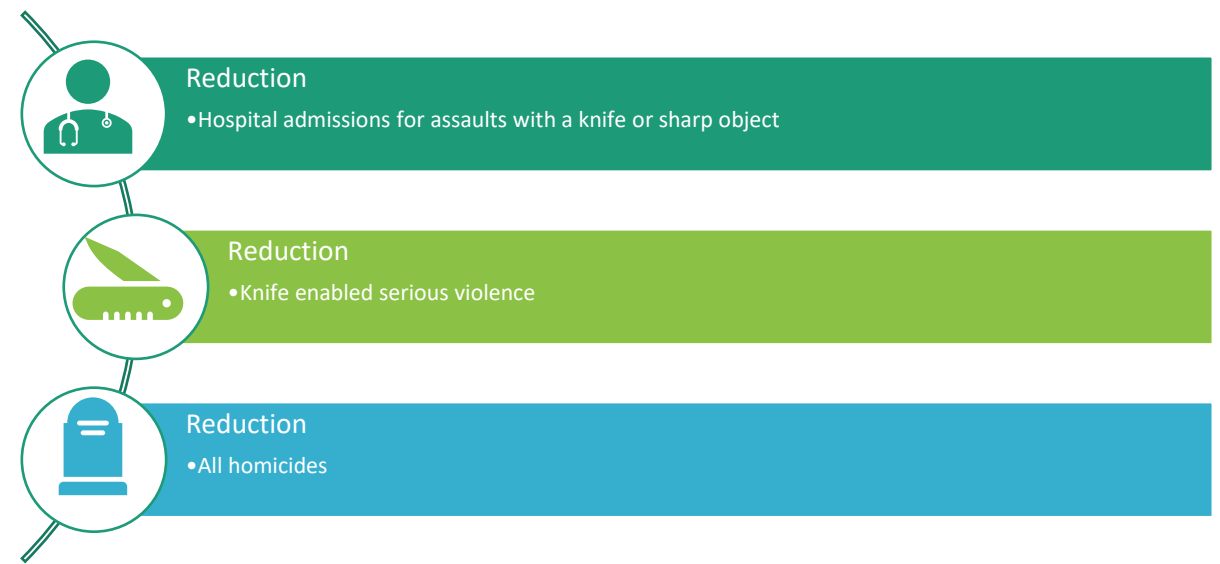 Reduction
•Hospital admissions for assaults with a knife or sharp object
Reduction
•Knife enabled serious violence
Reduction
•All homicides